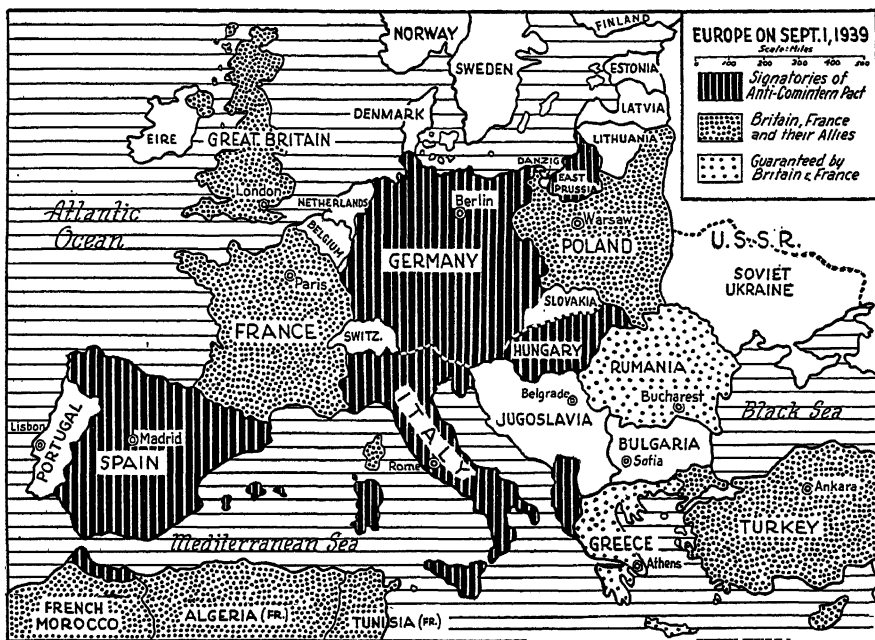 EUROPE ON SEPT. 1, 1939
Scale: Miles
0 100 200 300 400 500
Signatories of
Anti-Comintern Pact
Britain, France
and their Allies
Guaranteed by
Britain & France
NORWAY
SWEDEN
FINLAND
ESTONIA
LATVIA
LITHUANIA
DENMARK
EIRE
GREAT BRITAIN
London
DANZIG
EAST
PRUSSIA
NETHERLANDS
BELGIUM
Berlin
GERMANY
Warsaw
POLAND
U.S.S.R.
SOVIET
UKRAINE
Atlantic
Ocean
Paris
FRANCE
SWITZ.
SLOVAKIA
HUNGARY
RUMANIA
Bucharest
Belgrade
JUGOSLAVIA
Black Sea
Lisbon
PORTUGAL
Madrid
SPAIN
ITALY
Rome
BULGARIA
Sofia
Ankara
TURKEY
Mediterranean Sea
GREECE
Athens
FRENCH
MOROCCO
ALGERIA (FR.)
TUNISIA (FR.)